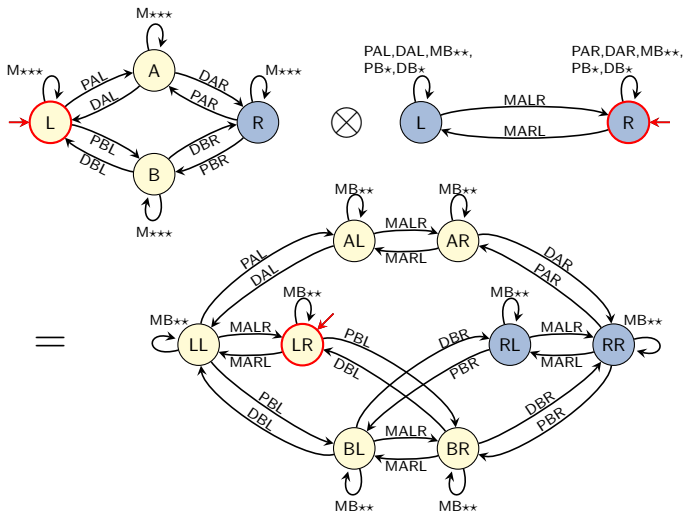 M⋆⋆⋆
A
M⋆⋆⋆
PAL
DAL
DAR
PAR
M⋆⋆⋆
L
R
PBL
DBL
DBR
PBR
B
M⋆⋆⋆
⊗
PAL,DAL,MB⋆⋆,
PB⋆,DB⋆
PAR,DAR,MB⋆⋆,
PB⋆,DB⋆
L
MALR
MARL
R
=
MB⋆⋆
MB⋆⋆
AL
MALR
MARL
AR
PAL
DAL
DAR
PAR
MB⋆⋆
MB⋆⋆
MB⋆⋆
MB⋆⋆
LL
MALR
MARL
LR
PBL
DBL
DBR
PBR
RL
MALR
MARL
RR
PBL
DBL
DBR
PBR
BL
MALR
MARL
BR
MB⋆⋆
MB⋆⋆